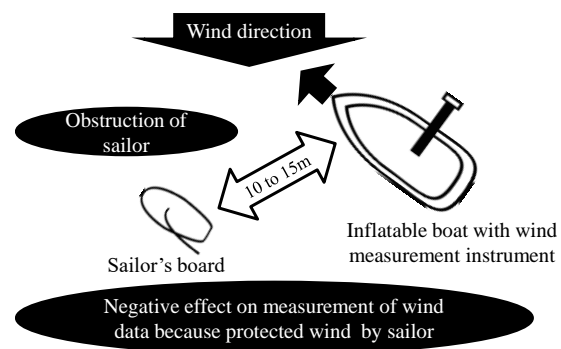 Wind direction
Obstruction of
sailor
10 to 15m
Inflatable boat with wind
measurement instrument
Sailor's board
Negative effect on measurement of wind
data because protected wind by sailor